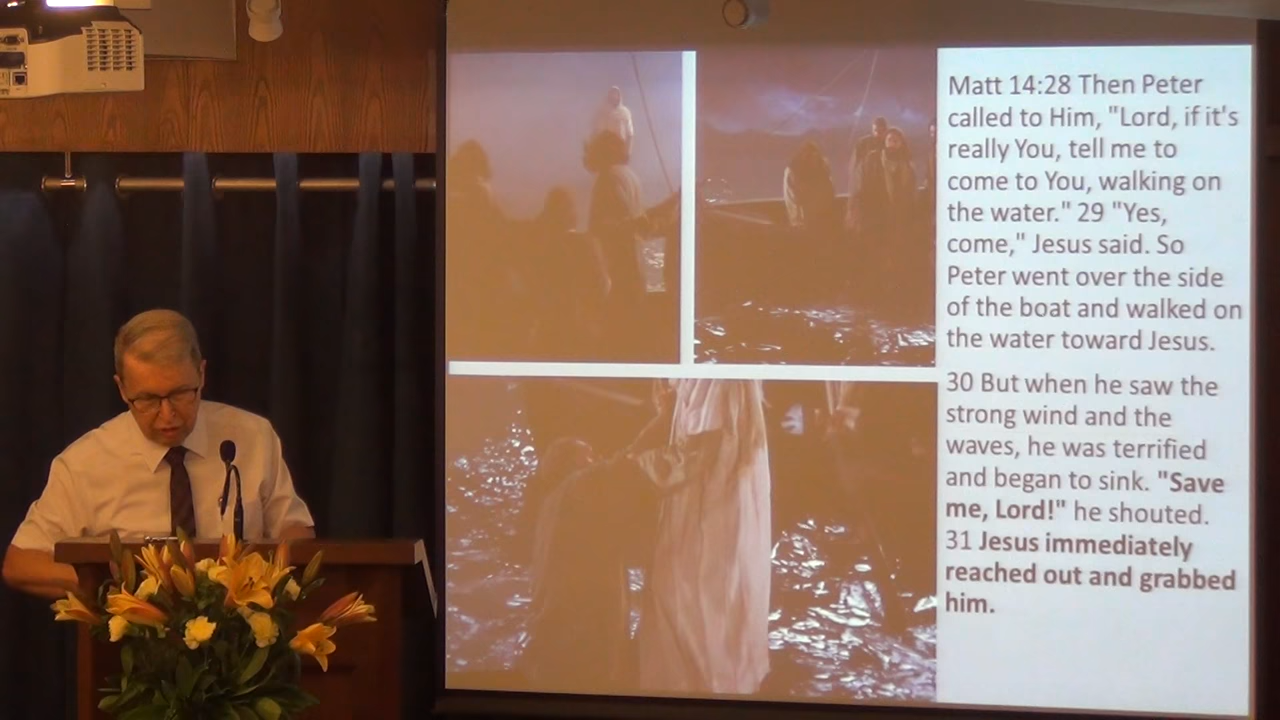 Matt 14:28 Then Peter
called to Him, "Lord, if it's
really You, tell me to
come to You, walking on
the water." 29 "Yes,
come," Jesus said. So
Peter went over the side
of the boat and walked on
the water toward Jesus.
30 But when he saw the
strong wind and the
waves, he was terrified
and began to sink. "Save
me, Lord!" he shouted.
31 Jesus immediately
reached out and grabbed
him.